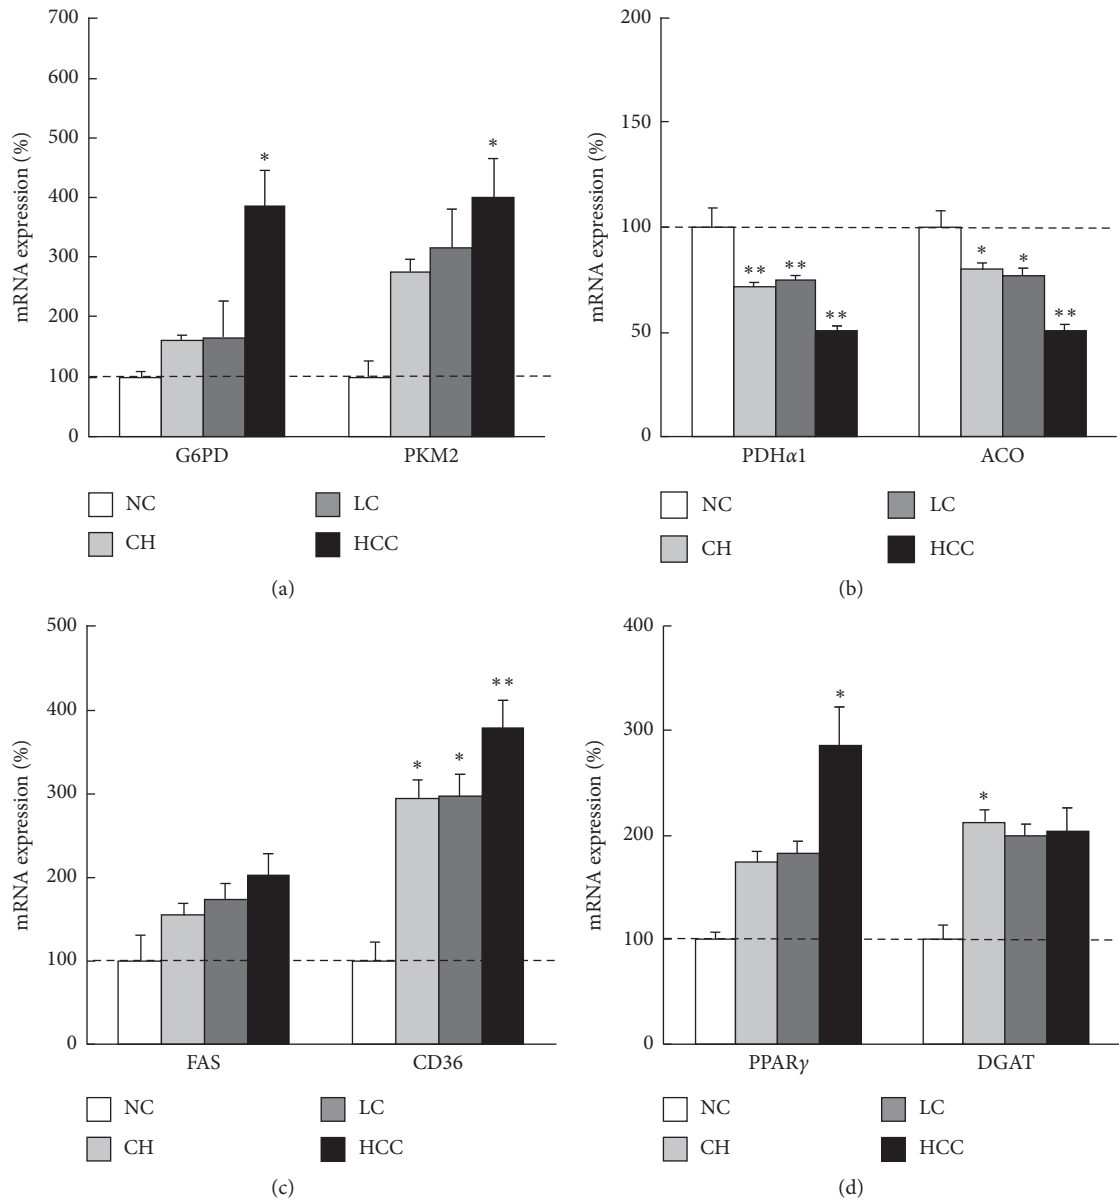 700
600
500
400
300
200
100
0
mRNA expression (%)
*
*
G6PD
PKM2
NC
LC
CH
HCC
(a)
200
150
100
50
0
mRNA expression (%)
**
**
**
*
*
**
PDHα1
ACO
NC
LC
CH
HCC
(b)
500
400
300
200
100
0
mRNA expression (%)
*
*
**
FAS
CD36
NC
LC
CH
HCC
(c)
400
300
200
100
0
mRNA expression (%)
*
*
PPARγ
DGAT
NC
LC
CH
HCC
(d)